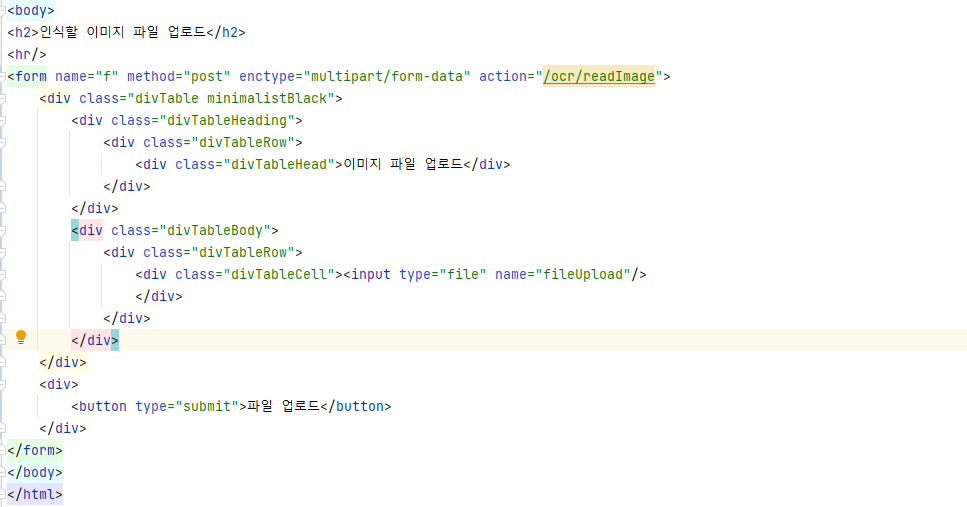 <body>
<h2>인식할 이미지 파일 업로드</h2>
<hr/>
<form name="f" method="post" enctype="multipart/form-data" action="/ocr/readImage">
    <div class="divTable minimalistBlack">
        <div class="divTableHeading">
            <div class="divTableRow">
                <div class="divTableHead">이미지 파일 업로드</div>
            </div>
        </div>
        <div class="divTableBody">
            <div class="divTableRow">
                <div class="divTableCell"><input type="file" name="fileUpload"/>
                </div>
            </div>
        </div>
    </div>
    <div>
        <button type="submit">파일 업로드</button>
    </div>
</form>
</body>
</html>